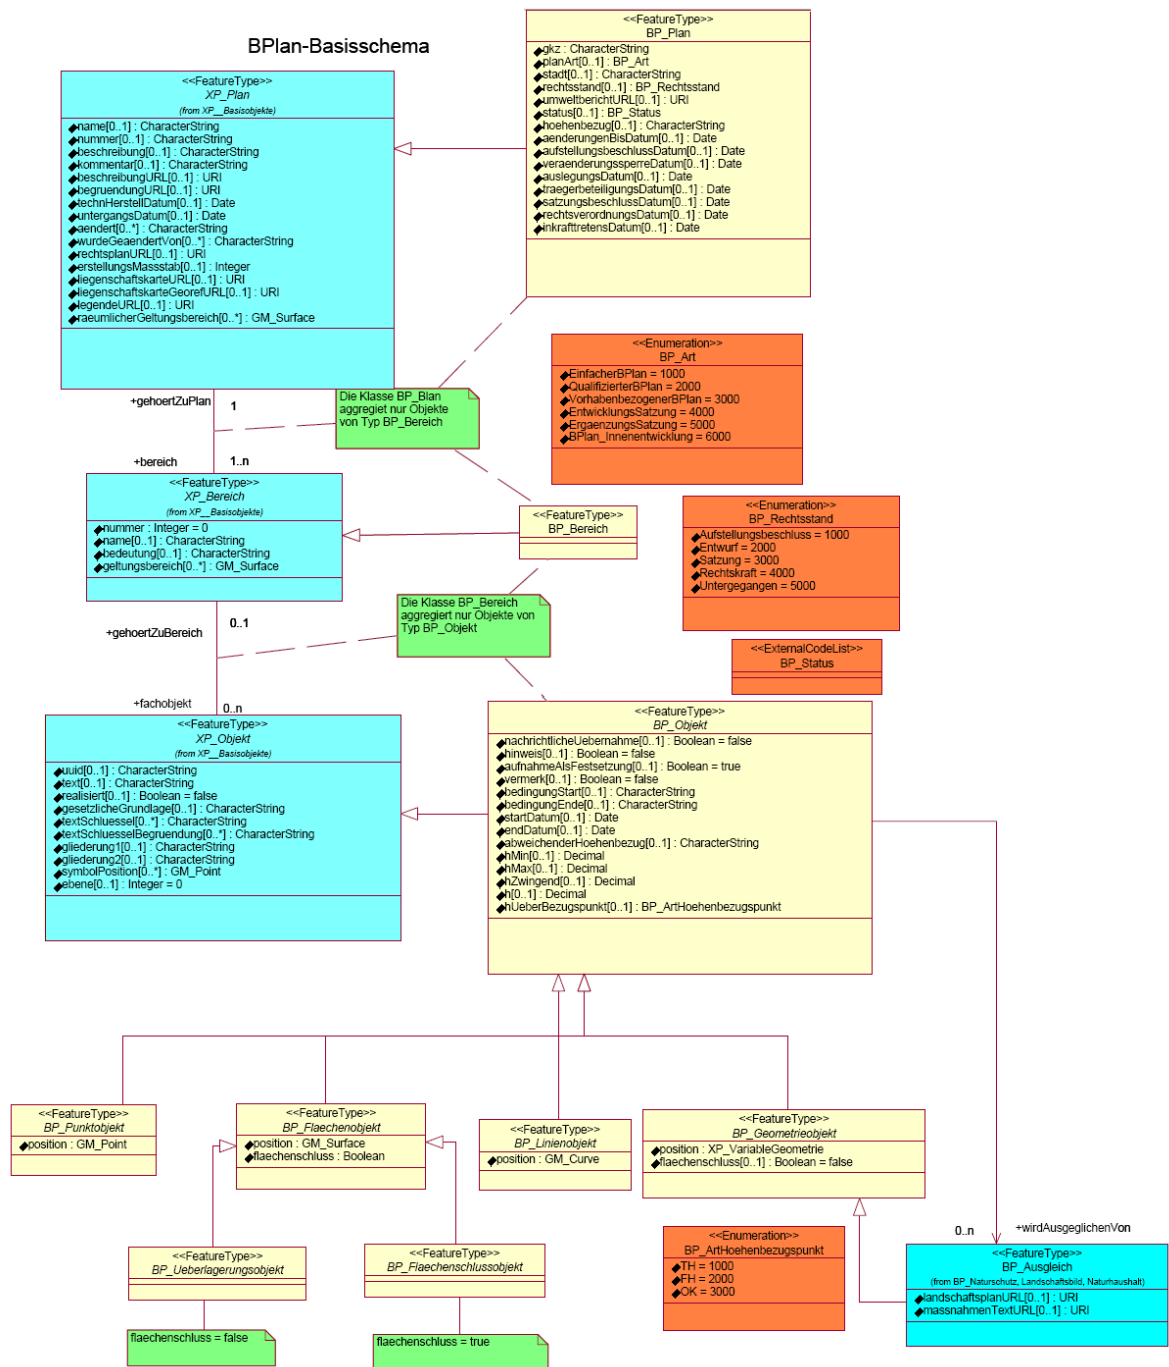 BPlan-Basisschema
<<FeatureType>>
BP_Plan
gkz : CharacterString
planArt[0..1] : BP_Art
stadt[0..1] : CharacterString
rechtsstand[0..1] : BP_Rechtsstand
umweltberichtURL[0..1] : URI
status[0..1] : BP_Status
hoehenbezug[0..1] : CharacterString
aenderungenBisDatum[0..1] : Date
aufstellungsbeschlussDatum[0..1] : Date
veraenderungssperreDatum[0..1] : Date
auslegungsDatum[0..1] : Date
traegerbeteiligungsDatum[0..1] : Date
satzungsbeschlussDatum[0..1] : Date
rechtsverordnungsDatum[0..1] : Date
inkrafttretensDatum[0..1] : Date
<<FeatureType>>
XP_Plan
(from XP__Basisobjekte)
name[0..1] : CharacterString
nummer[0..1] : CharacterString
beschreibung[0..1] : CharacterString
kommentar[0..1] : CharacterString
beschreibungURL[0..1] : URI
begruendungURL[0..1] : URI
technHerstellDatum[0..1] : Date
untergangsDatum[0..1] : Date
aendert[0..*] : CharacterString
wurdeGeaendertVon[0..*] : CharacterString
rechtsplanURL[0..1] : URI
erstellungsMassstab[0..1] : Integer
liegenschaftskarteURL[0..1] : URI
liegenschaftskarteGeorefURL[0..1] : URI
legendeURL[0..1] : URI
raeumlicherGeltungsbereich[0..*] : GM_Surface
<<Enumeration>>
BP_Art
EinfacherBPlan = 1000
QualifizierterBPlan = 2000
VorhabenbezogenerBPlan = 3000
EntwicklungsSatzung = 4000
ErgaenzungsSatzung = 5000
BPlan_Innenentwicklung = 6000
+gehoertZuPlan
1
Die Klasse BP_Blan
aggregiet nur Objekte
von Typ BP_Bereich
+bereich
1..n
<<FeatureType>>
XP_Bereich
(from XP__Basisobjekte)
nummer : Integer = 0
name[0..1] : CharacterString
bedeutung[0..1] : CharacterString
geltungsbereich[0..*] : GM_Surface
<<FeatureType>>
BP_Bereich
<<Enumeration>>
BP_Rechtsstand
Aufstellungsbeschluss = 1000
Entwurf = 2000
Satzung = 3000
Rechtskraft = 4000
Untergegangen = 5000
+gehoertZuBereich
0..1
Die Klasse BP_Bereich
aggregiert nur Objekte von
Typ BP_Objekt
<<ExternalCodeList>>
BP_Status
+fachobjekt
0..n
<<FeatureType>>
XP_Objekt
(from XP__Basisobjekte)
uuid[0..1] : CharacterString
text[0..1] : CharacterString
realisiert[0..1] : Boolean = false
gesetzlicheGrundlage[0..1] : CharacterString
textSchluessel[0..*] : CharacterString
textSchluesselBegruendung[0..*] : CharacterString
gliederung1[0..1] : CharacterString
gliederung2[0..1] : CharacterString
symbolPosition[0..*] : GM_Point
ebene[0..1] : Integer = 0
<<FeatureType>>
BP_Objekt
nachrichtlicheUebernahme[0..1] : Boolean = false
hinweis[0..1] : Boolean = false
aufnahmeAlsFestsetzung[0..1] : Boolean = true
vermerk[0..1] : Boolean = false
bedingungStart[0..1] : CharacterString
bedingungEnde[0..1] : CharacterString
startDatum[0..1] : Date
endDatum[0..1] : Date
abweichenderHoehenbezug[0..1] : CharacterString
hMin[0..1] : Decimal
hMax[0..1] : Decimal
hZwingend[0..1] : Decimal
h[0..1] : Decimal
hUeberBezugspunkt[0..1] : BP_ArtHoehenbezugspunkt
<<FeatureType>>
BP_Punktobjekt
position : GM_Point
<<FeatureType>>
BP_Flaechenobjekt
position : GM_Surface
flaechenschluss : Boolean
<<FeatureType>>
BP_Linienobjekt
position : GM_Curve
<<FeatureType>>
BP_Geometrieobjekt
position : XP_VariableGeometrie
flaechenschluss[0..1] : Boolean = false
0..n
+wirdAusgeglichenVon
<<FeatureType>>
BP_Ueberlagerungsobjekt
<<FeatureType>>
BP_Flaechenschlussobjekt
<<Enumeration>>
BP_ArtHoehenbezugspunkt
TH = 1000
FH = 2000
OK = 3000
<<FeatureType>>
BP_Ausgleich
(from BP_Naturschutz, Landschaftsbild, Naturhaushalt)
landschaftsplanURL[0..1] : URI
massnahmenTextURL[0..1] : URI
flaechenschluss = false
flaechenschluss = true